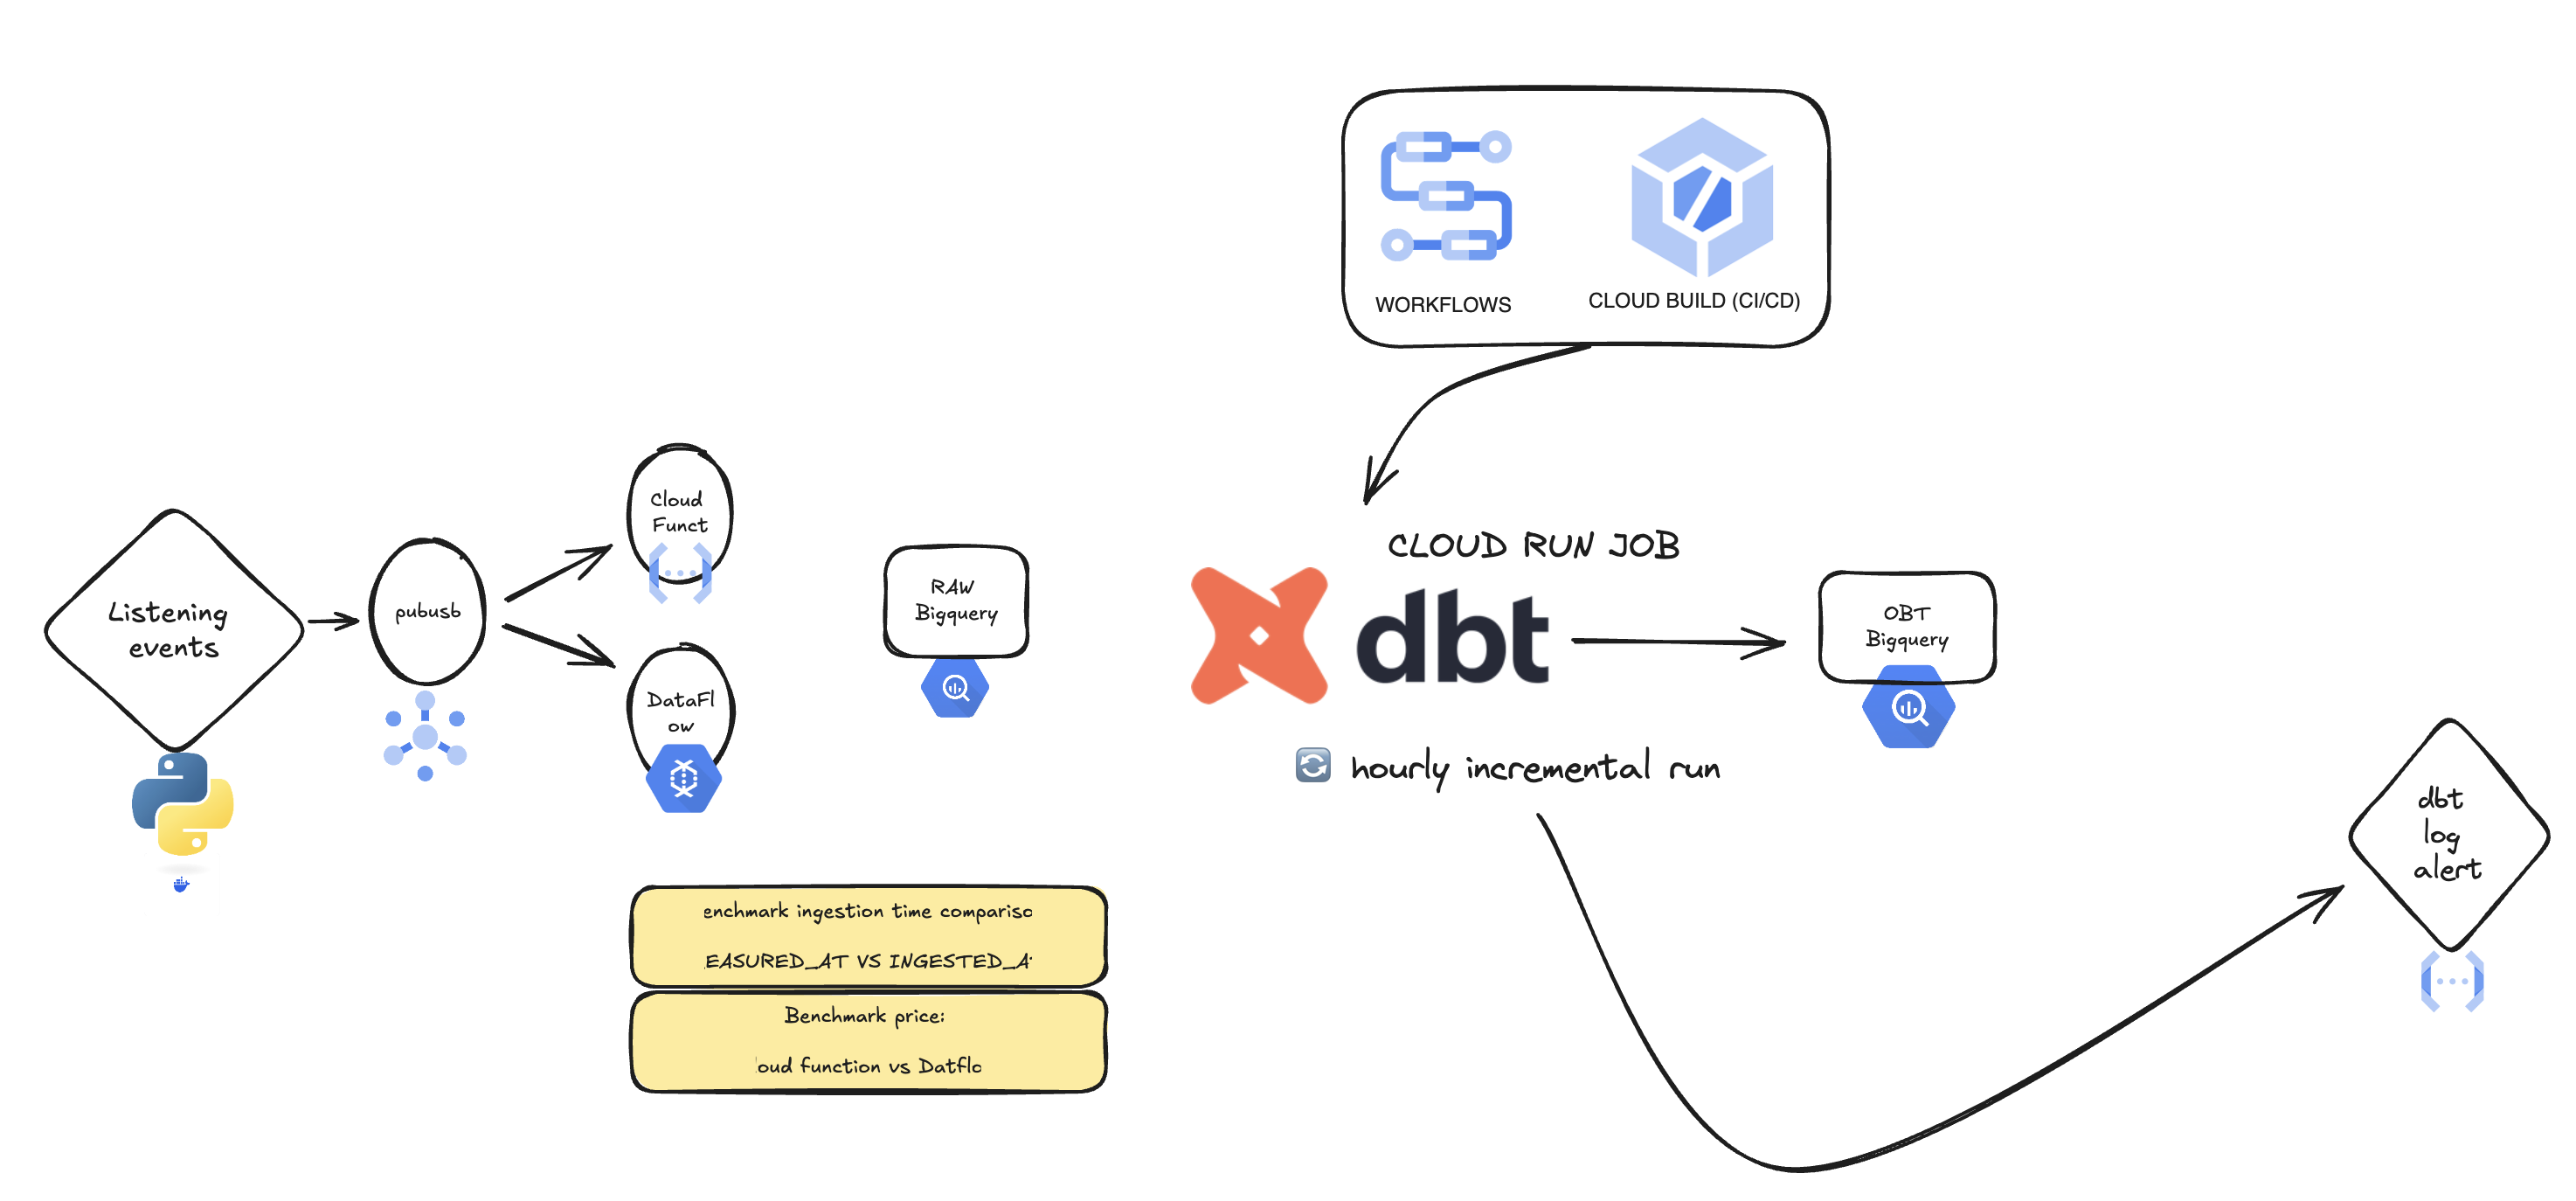 WORKFLOWS
CLOUD BUILD (CI/CD)
Listening
events
pubusb
Cloud
Funct
DataFl
ow
RAW
Bigquery
CLOUD RUN JOB
dbt
hourly incremental run
OBT
Bigquery
dbt
log
alert
enchmark ingestion time compariso
EASURED_AT VS INGESTED_A
Benchmark price:
oud function vs Datflo